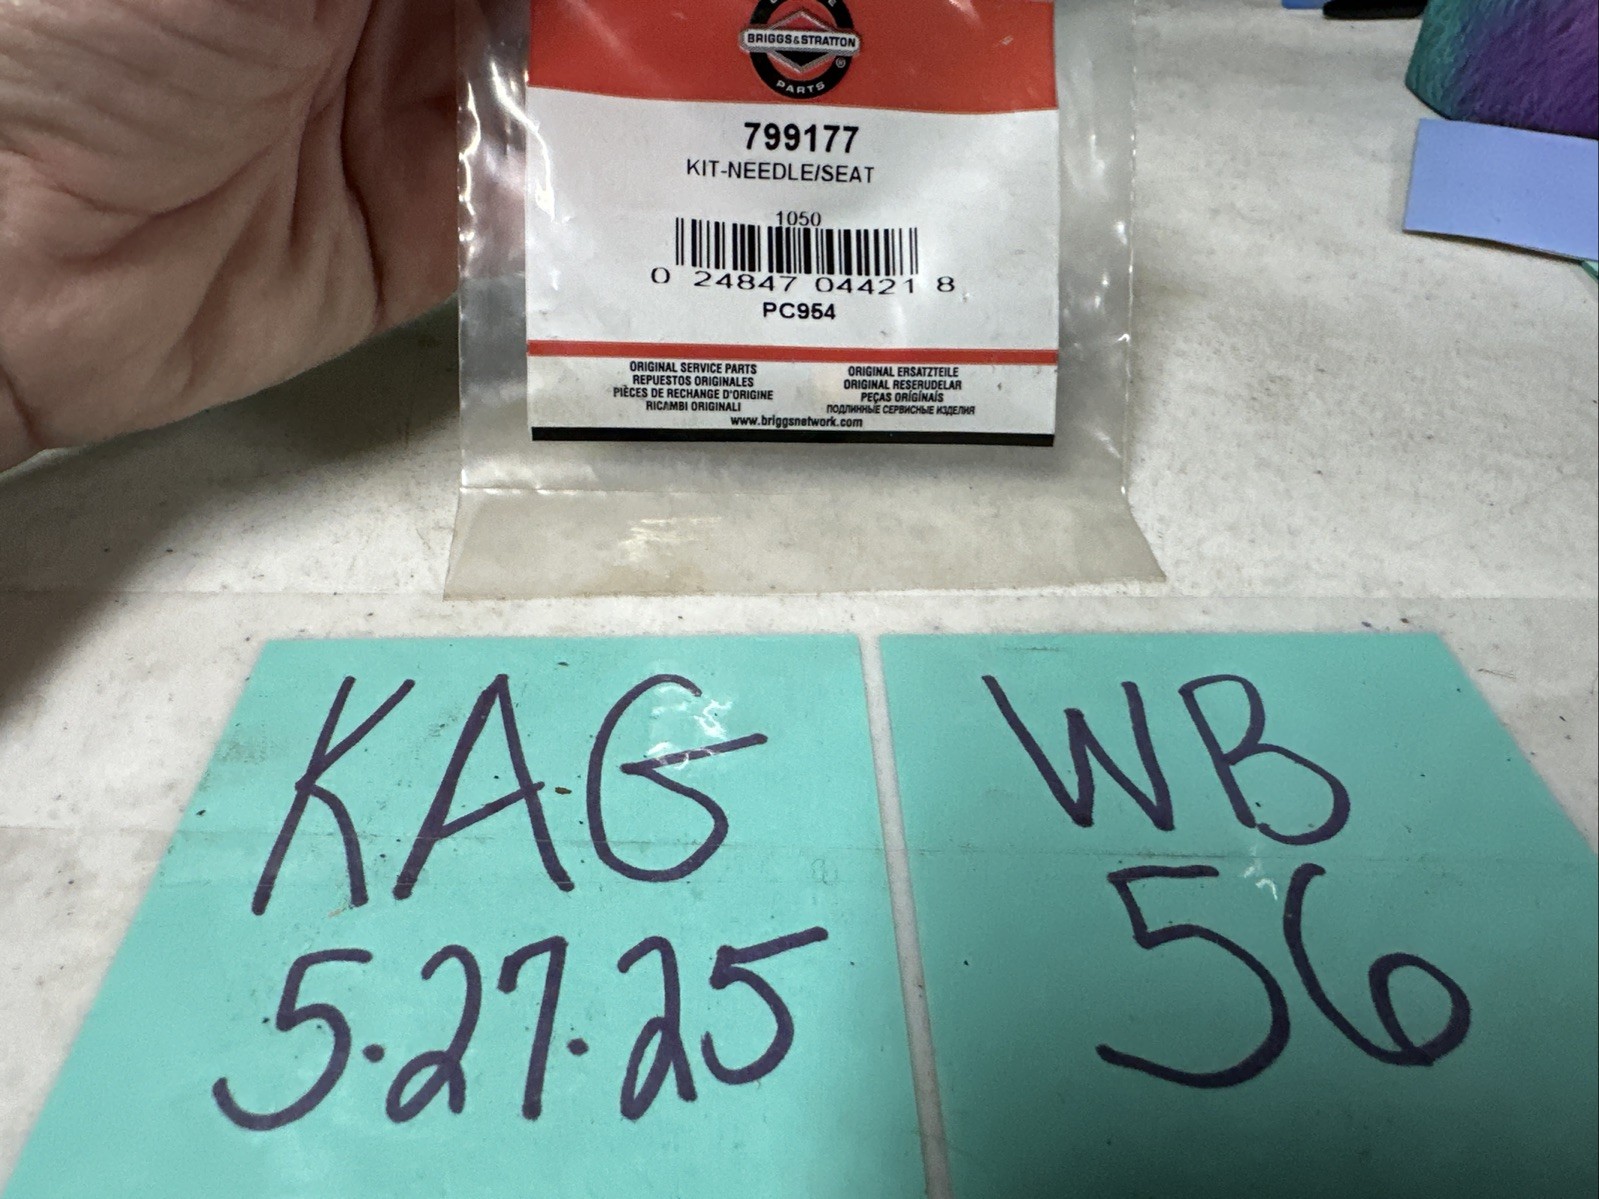 BRIGGS&STRATTON
®
PARTS
799177
KIT-NEEDLE/SEAT
1050
0 24847 04421 8
PC954
ORIGINAL SERVICE PARTS
REPUESTOS ORIGINALES
PIÈCES DE RECHANGE D'ORIGINE
RICAMBI ORIGINALI
ORIGINAL ERSATZTEILE
ORIGINAL RESERUDELAR
PEÇAS ORIGINAIS
ПОДЛИННЫЕ СЕРВИСНЫЕ ИЗДЕЛИЯ
www.briggsnetwork.com
KAG
5.27.25
WB
56